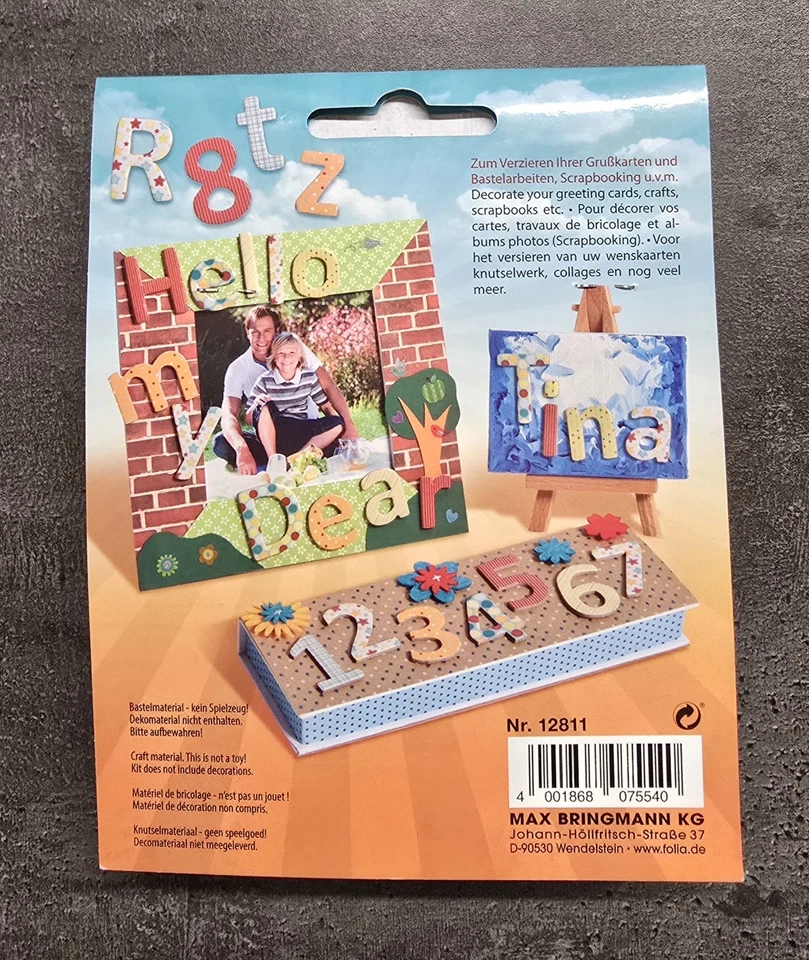 R8tz
Hello
my
Dear
Zum Verzieren Ihrer Grußkarten und
Bastelarbeiten, Scrapbooking u.v.m.
Decorate your greeting cards, crafts,
scrapbooks etc. • Pour décorer vos
cartes, travaux de bricolage et al-
bums photos (Scrapbooking). • Voor
het versieren van uw wenskaarten
knutselwerk, collages en nog veel
meer.
Tina
1234567
Bastelmaterial - kein Spielzeug!
Dekomaterial nicht enthalten.
Bitte aufbewahren!
Craft material. This is not a toy!
Kit does not include decorations.
Matériel de bricolage - n'est pas un jouet !
Matériel de décoration non compris.
Knutselmateriaal - geen speelgoed!
Decomateriaal niet meegeleverd.
Nr. 12811
4 001868 075540
MAX BRINGMANN KG
Johann-Höllfritsch-Straße 37
D-90530 Wendelstein • www.folia.de